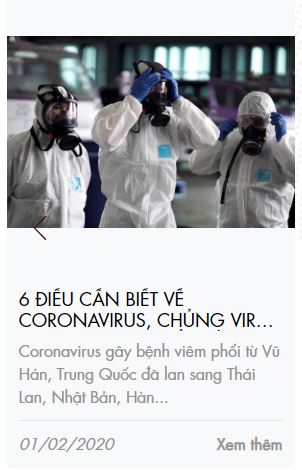 6 ĐIỀU CẦN BIẾT VỀ
CORONAVIRUS, CHỦNG VIR...
Coronavirus gây bệnh viêm phổi từ Vũ
Hán, Trung Quốc đã lan sang Thái
Lan, Nhật Bản, Hàn...
01/02/2020 Xem thêm